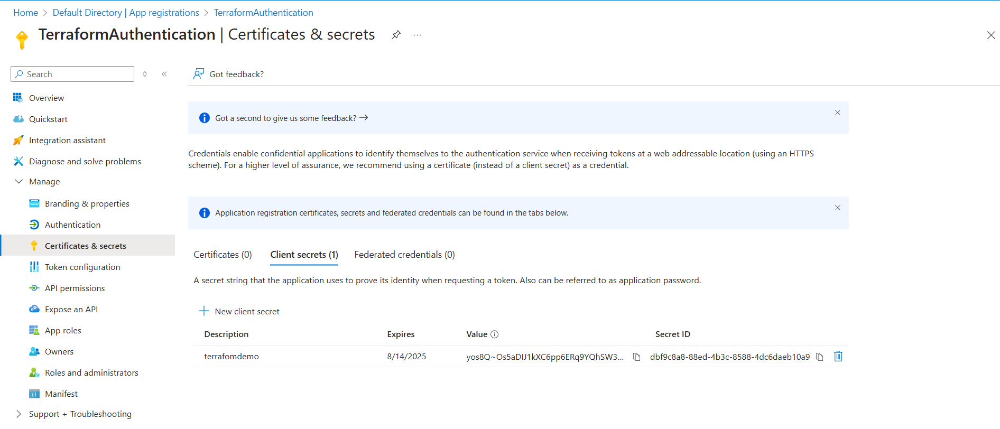 Home > Default Directory | App registrations > TerraformAuthentication
TerraformAuthentication | Certificates & secrets
Search
Got feedback?
Overview
Quickstart
Integration assistant
Diagnose and solve problems
Manage
Branding & properties
Authentication
Certificates & secrets
Token configuration
API permissions
Expose an API
App roles
Owners
Roles and administrators
Manifest
Support + Troubleshooting
Got a second to give us some feedback? →
Credentials enable confidential applications to identify themselves to the authentication service when receiving tokens at a web addressable location (using an HTTPS
scheme). For a higher level of assurance, we recommend using a certificate (instead of a client secret) as a credential.
Application registration certificates, secrets and federated credentials can be found in the tabs below.
Certificates (0) Client secrets (1) Federated credentials (0)
A secret string that the application uses to prove its identity when requesting a token. Also can be referred to as application password.
New client secret
Description Expires Value Secret ID
terrafomdemo 8/14/2025 yos8Q~Os5aDIJ1kXC6pp6ERq9YQhSW3... dbf9c8a8-88ed-4b3c-8588-4dc6daeb10a9